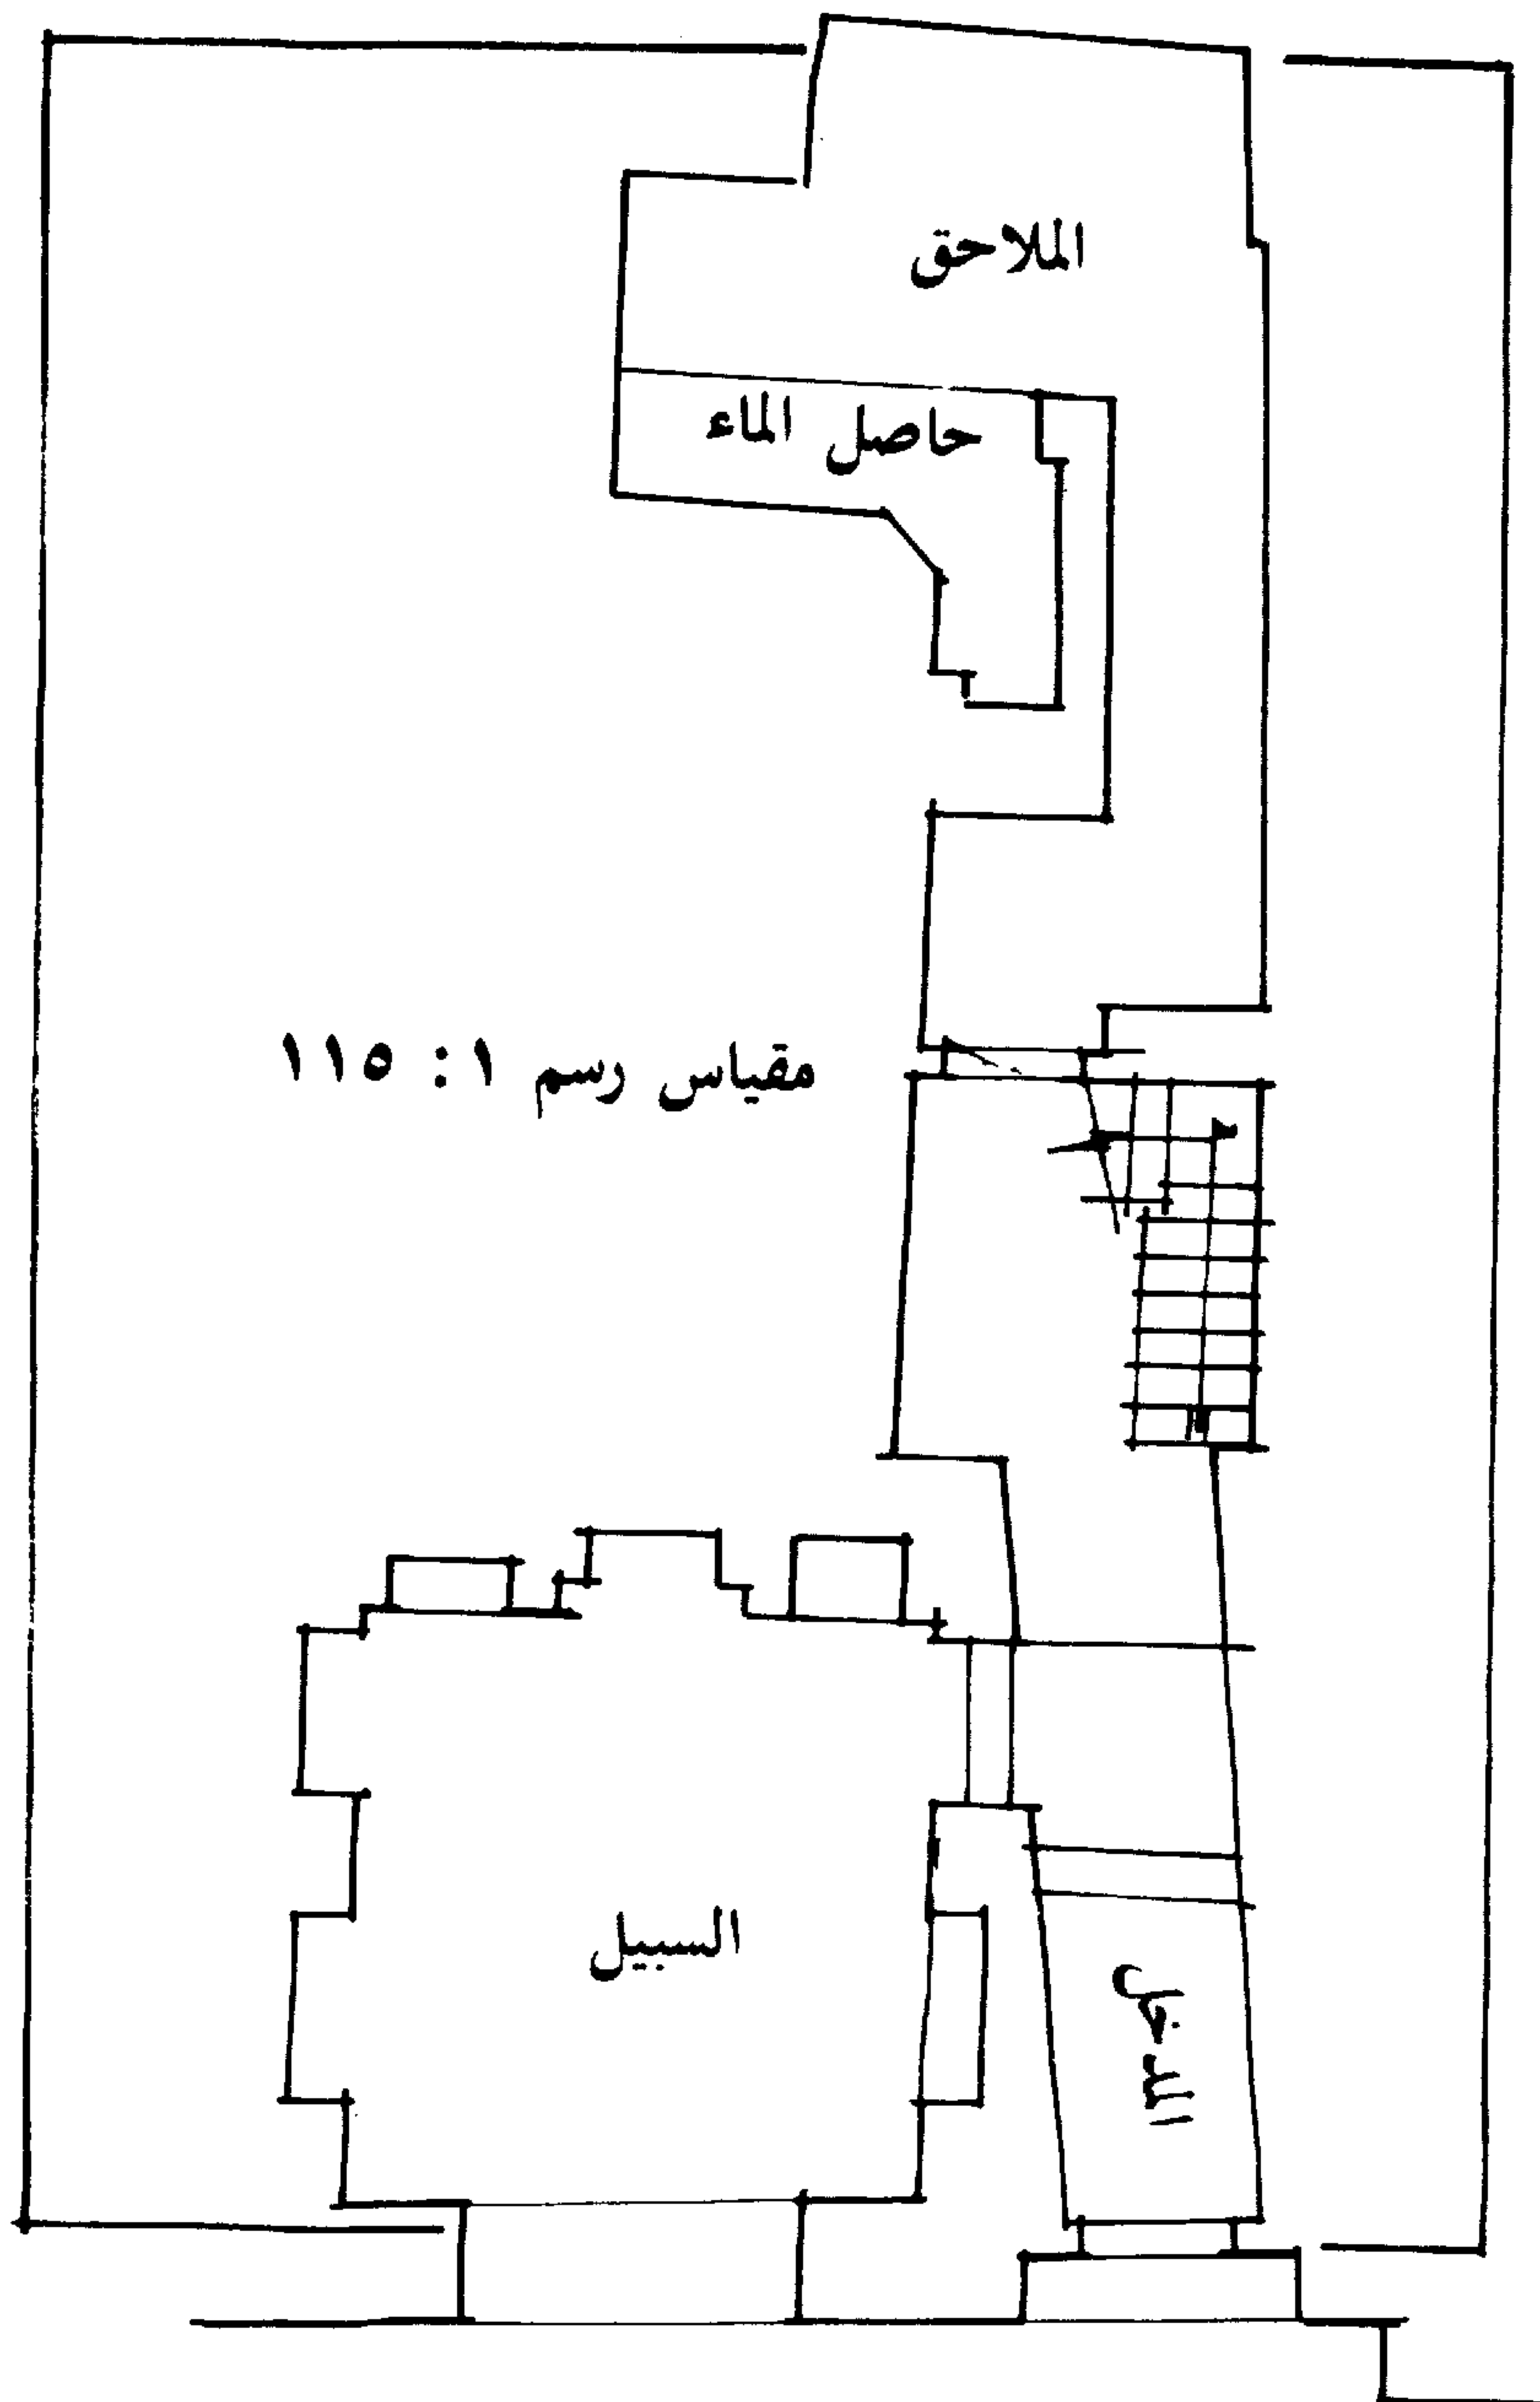 الملاحق
حاصل الماء
مقياس رسم ١ : ١١٥
السبيل
المدخل